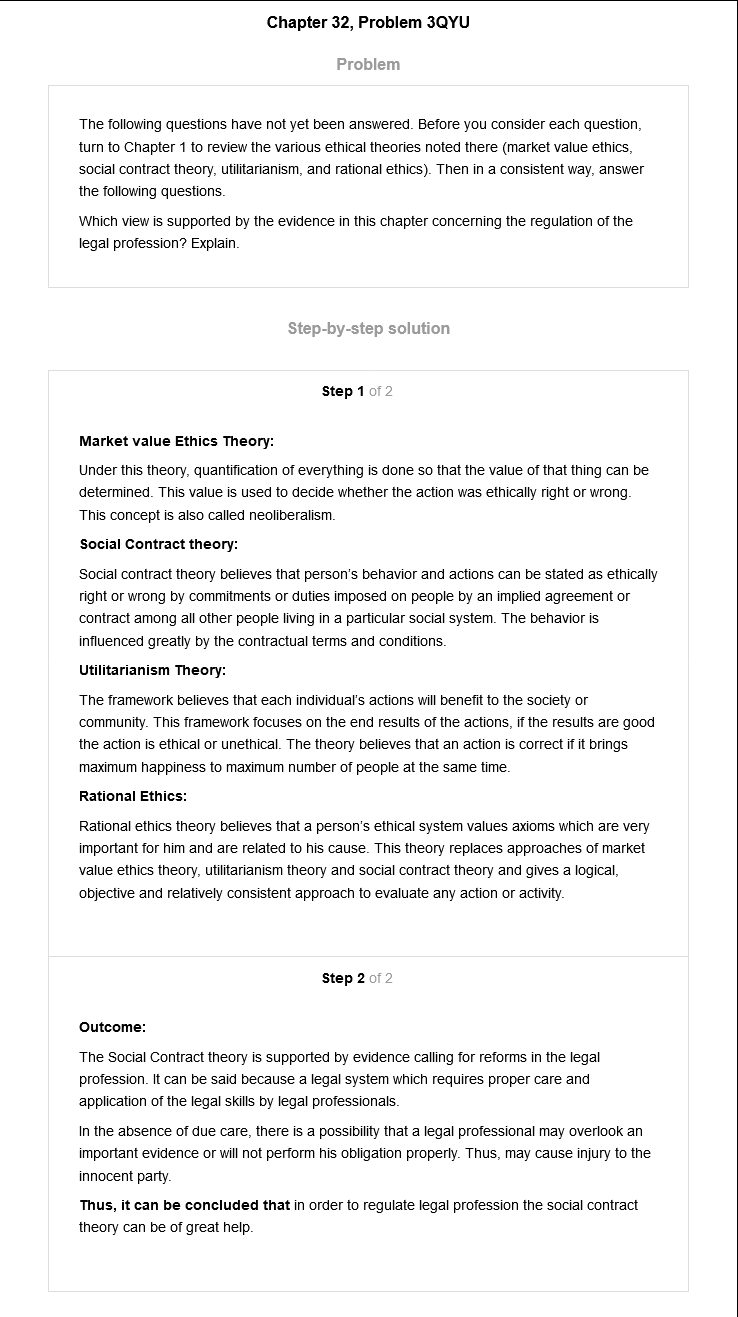 Chapter 32, Problem 3QYU
Problem
The following questions have not yet been answered. Before you consider each question,
turn to Chapter 1 to review the various ethical theories noted there (market value ethics,
social contract theory, utilitarianism, and rational ethics). Then in a consistent way, answer
the following questions.
Which view is supported by the evidence in this chapter concerning the regulation of the
legal profession? Explain.
Step-by-step solution
Step 1 of 2
Market value Ethics Theory:
Under this theory, quantification of everything is done so that the value of that thing can be
determined. This value is used to decide whether the action was ethically right or wrong.
This concept is also called neoliberalism.
Social Contract theory:
Social contract theory believes that person's behavior and actions can be stated as ethically
right or wrong by commitments or duties imposed on people by an implied agreement or
contract among all other people living in a particular social system. The behavior is
influenced greatly by the contractual terms and conditions.
Utilitarianism Theory:
The framework believes that each individual's actions will benefit to the society or
community. This framework focuses on the end results of the actions, if the results are good
the action is ethical or unethical. The theory believes that an action is correct if it brings
maximum happiness to maximum number of people at the same time.
Rational Ethics:
Rational ethics theory believes that a person's ethical system values axioms which are very
important for him and are related to his cause. This theory replaces approaches of market
value ethics theory, utilitarianism theory and social contract theory and gives a logical,
objective and relatively consistent approach to evaluate any action or activity.
Step 2 of 2
Outcome:
The Social Contract theory is supported by evidence calling for reforms in the legal
profession. It can be said because a legal system which requires proper care and
application of the legal skills by legal professionals.
In the absence of due care, there is a possibility that a legal professional may overlook an
important evidence or will not perform his obligation properly. Thus, may cause injury to the
innocent party.
Thus, it can be concluded that in order to regulate legal profession the social contract
theory can be of great help.